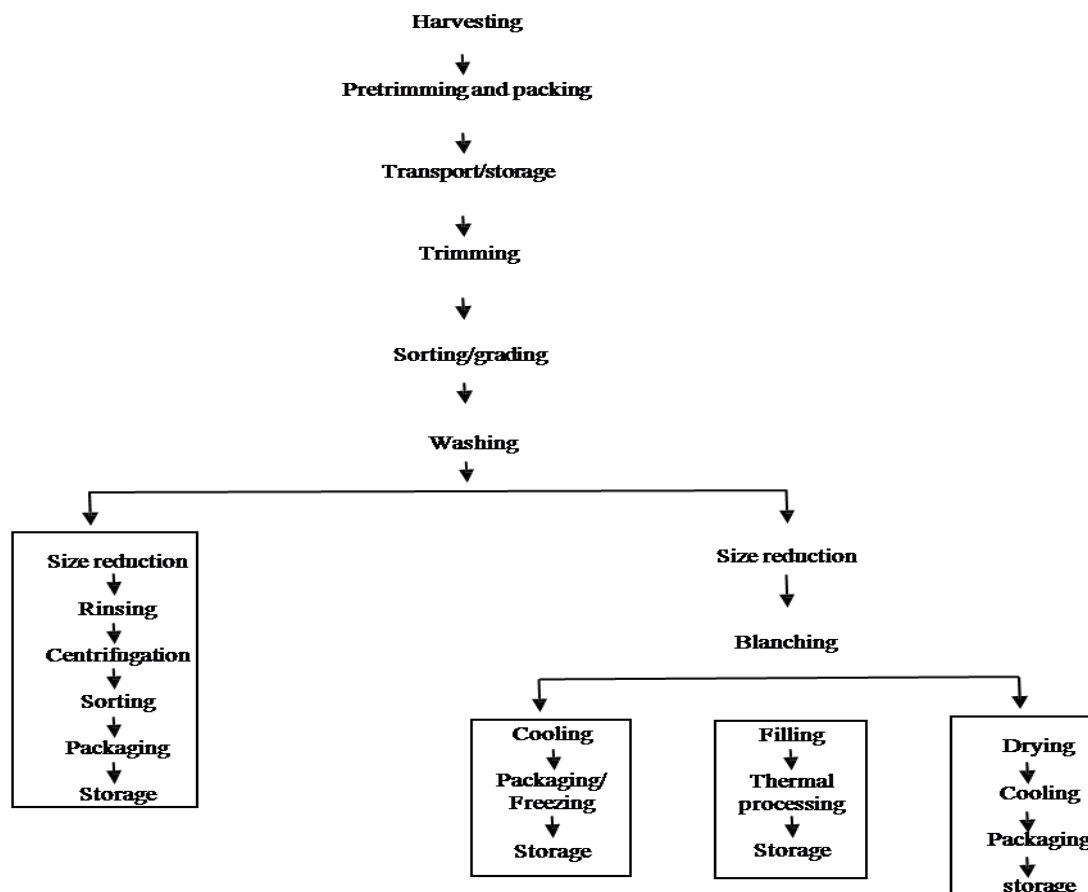 Harvesting
Pretrimming and packing
Transport/storage
Trimming
Sorting/grading
Washing
Size reduction
Rinsing
Centrifugation
Sorting
Packaging
Storage
Size reduction
Blanching
Cooling
Packaging/
Freezing
Storage
Filling
Thermal
processing
Storage
Drying
Cooling
Packaging
storage